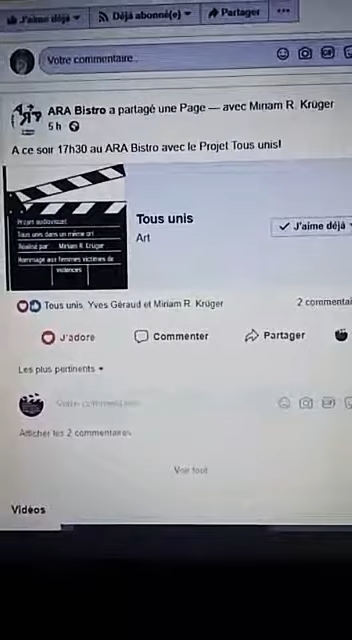 J'aime déjà Déjà abonné(e) Partager ...
Votre commentaire...
ARA Bistro a partagé une Page — avec Miriam R. Krüger
5 h
A ce soir 17h30 au ARA Bistro avec le Projet Tous unis!
Projet audiovisuel
Tous unis dans un même art
Réalisé par Miriam R. Krüger
Hommage aux femmes victimes de
violences
Tous unis
Art
J'aime déjà
Tous unis, Yves Géraud et Miriam R. Krüger
2 commentai
J'adore Commenter Partager
Les plus pertinents
Votre commentaire...
Afficher les 2 commentaires
Voir tout
Vidéos